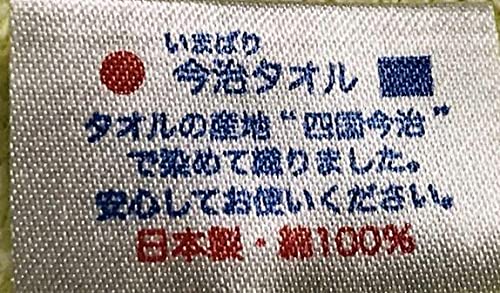 いまばり
今治タオル
タオルの産地“四国今治”
で染めて織りました。
安心してお使いください。
日本製・綿100%